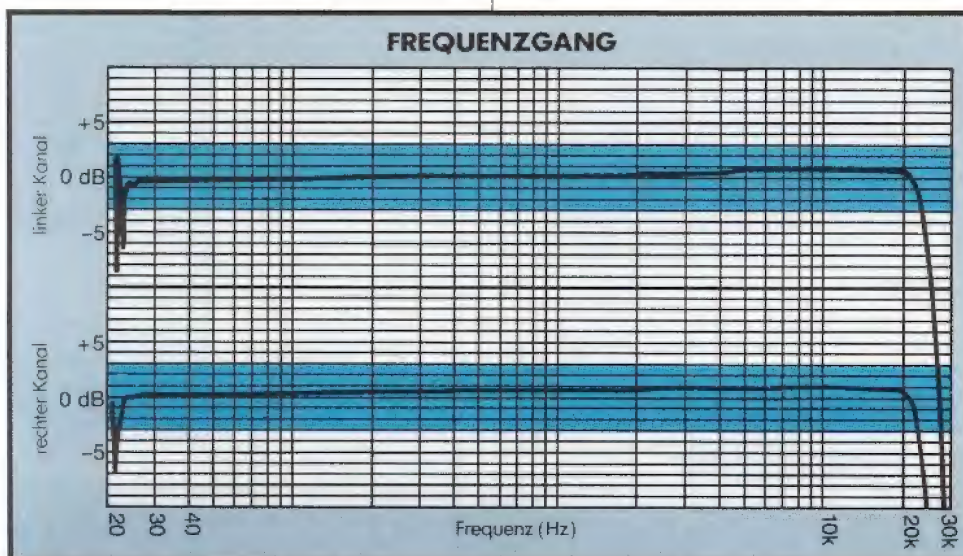 FREQUENZGANG
linker Kanal
+5
0 dB
−5
rechter Kanal
+5
0 dB
−5
20
30
40
Frequenz (Hz)
10k
20k
30k